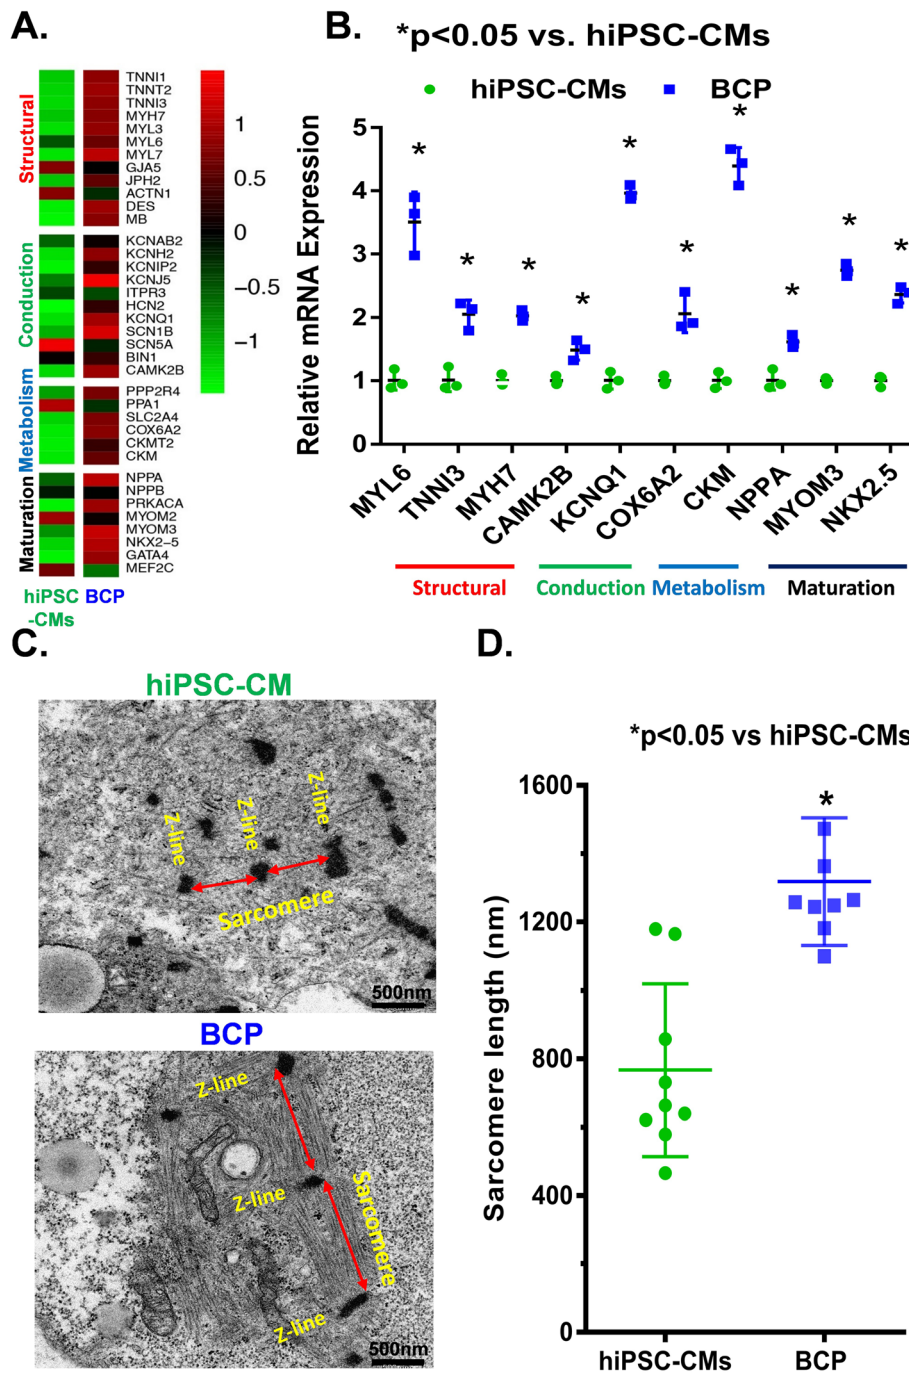 A.
Structural
TNNI1
TNNT2
TNNI3
MYH7
MYL3
MYL6
MYL7
GJA5
JPH2
ACTN1
DES
MB
Conduction
KCNAB2
KCNH2
KCNIP2
KCNJ5
ITPR3
HCN2
KCNQ1
SCN1B
SCN5A
BIN1
CAMK2B
Metabolism
PPP2R4
PPA1
SLC2A4
COX6A2
CKMT2
CKM
Maturation
NPPA
NPPB
PRKACA
MYOM2
MYOM3
NKX2-5
GATA4
MEF2C
hiPSC
-CMs
BCP
1
0.5
0
−0.5
−1
B.
*p<0.05 vs. hiPSC-CMs
hiPSC-CMs
BCP
Relative mRNA Expression
5
4
3
2
1
0
* * * * * * * * * *
MYL6
TNNI3
MYH7
CAMK2B
KCNQ1
COX6A2
CKM
NPPA
MYOM3
NKX2.5
Structural
Conduction
Metabolism
Maturation
C.
hiPSC-CM
Z-line
Z-line
Z-line
Sarcomere
500nm
BCP
Z-line
Z-line
Z-line
Sarcomere
500nm
D.
*p<0.05 vs hiPSC-CMs
Sarcomere length (nm)
1600
1200
800
400
0
*
hiPSC-CMs
BCP